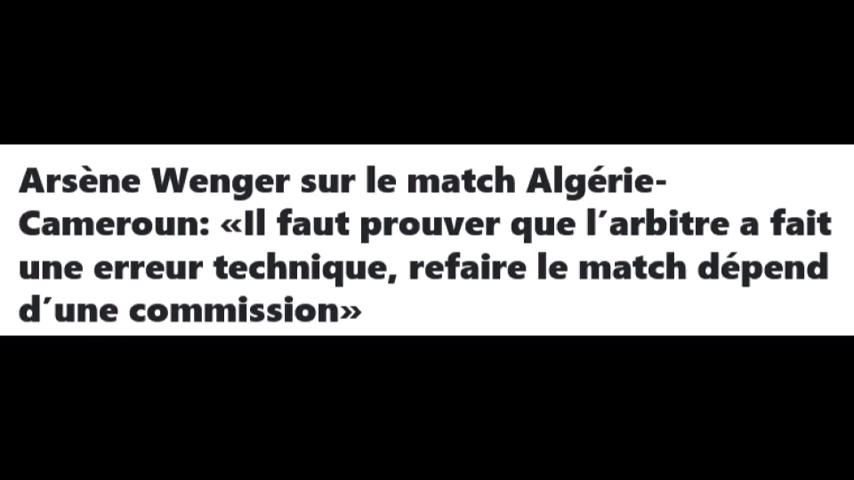 Arsène Wenger sur le match Algérie-
Cameroun: «Il faut prouver que l’arbitre a fait
une erreur technique, refaire le match dépend
d’une commission»